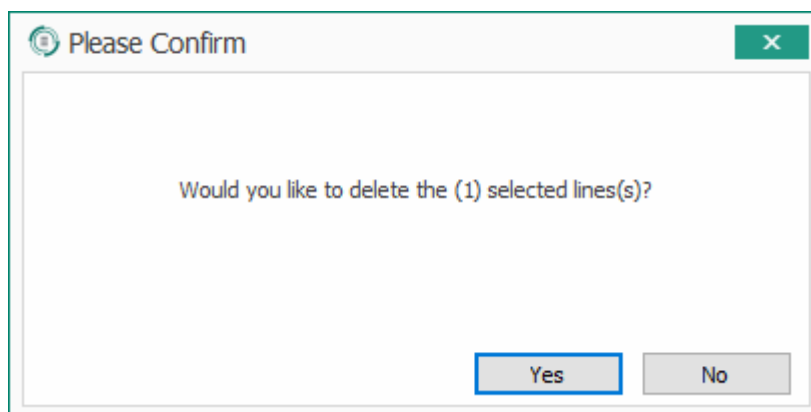 Please Confirm
Would you like to delete the (1) selected lines(s)?
Yes
No